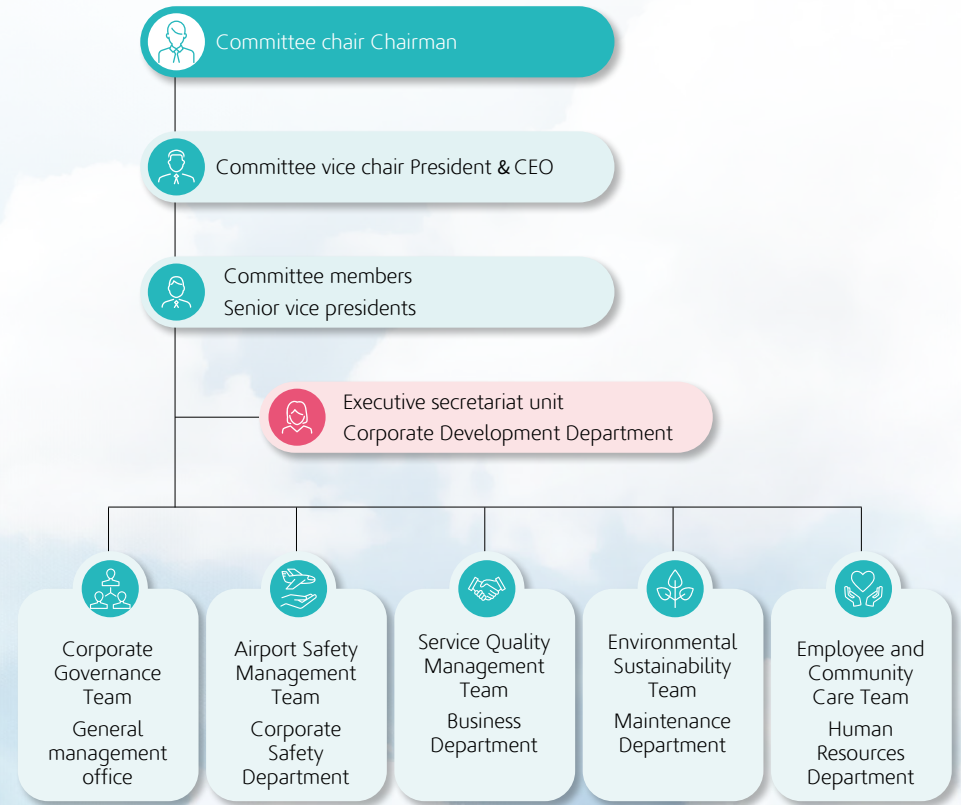 Committee chair Chairman
Committee vice chair President & CEO
Committee members
Senior vice presidents
Executive secretariat unit
Corporate Development Department
Corporate
Governance
Team
General
management
office
Airport Safety
Management
Team
Corporate
Safety
Department
Service Quality
Management
Team
Business
Department
Environmental
Sustainability
Team
Maintenance
Department
Employee and
Community
Care Team
Human
Resources
Department